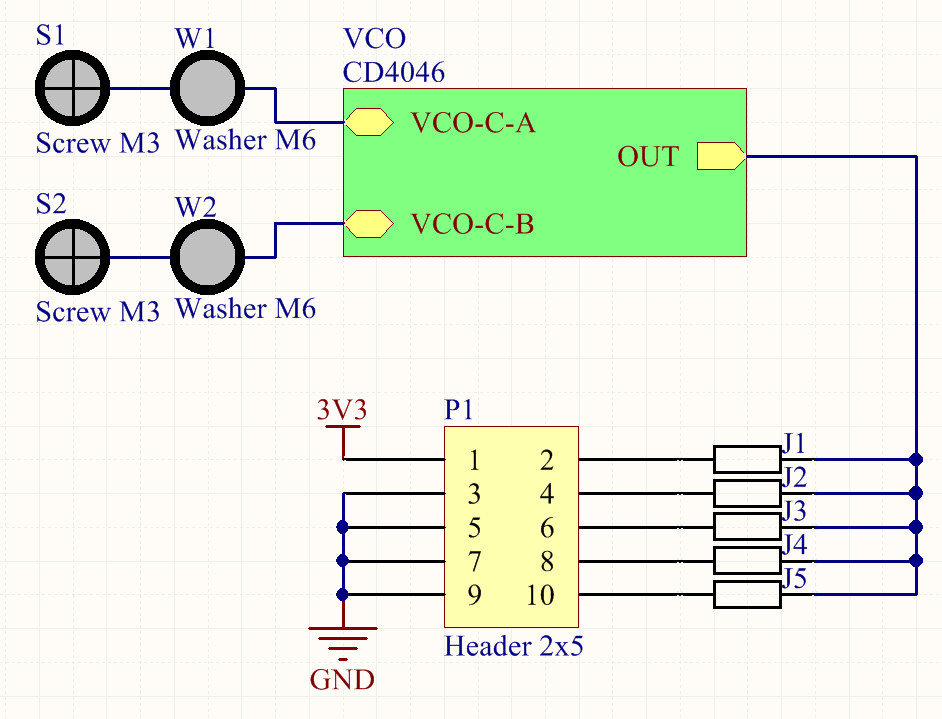 S1
W1
Screw M3
Washer M6
VCO
CD4046
VCO-C-A
OUT
VCO-C-B
S2
W2
Screw M3
Washer M6
3V3
P1
1 2
3 4
5 6
7 8
9 10
J1
J2
J3
J4
J5
Header 2x5
GND